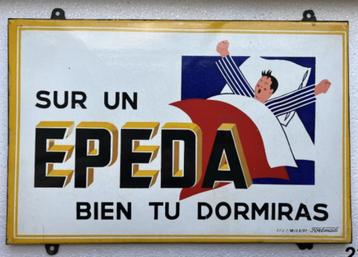 SUR UN
EPEDA
BIEN TU DORMIRAS